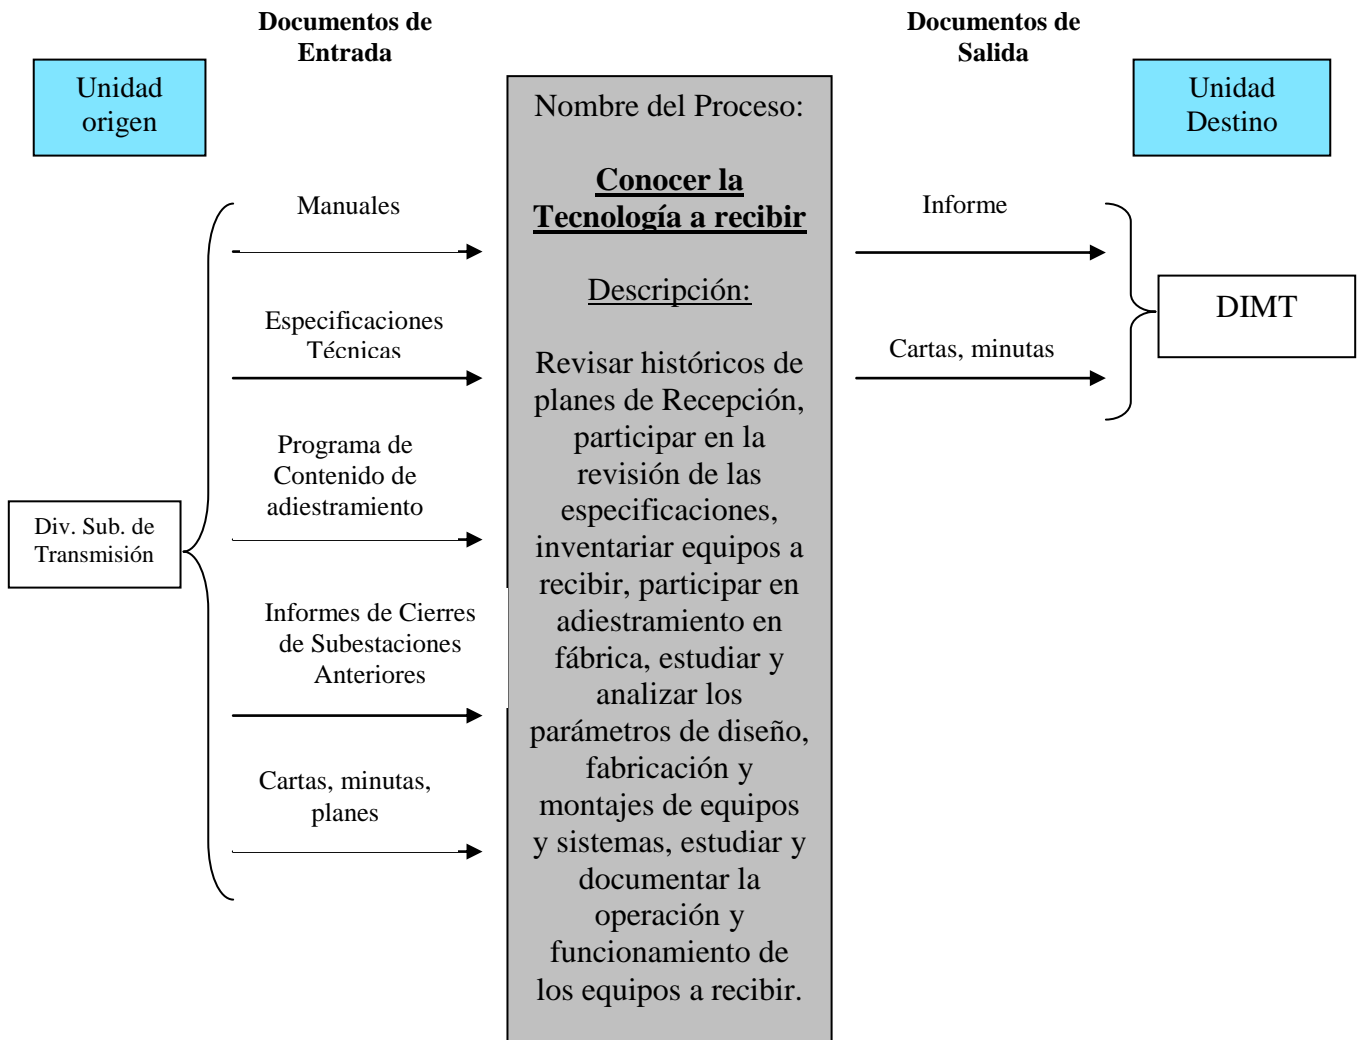 Documentos de
Entrada
Documentos de
Salida
Unidad
origen
Unidad
Destino
Nombre del Proceso:
Conocer la
Tecnología a recibir
Descripción:
Revisar históricos de
planes de Recepción,
participar en la
revisión de las
especificaciones,
inventariar equipos a
recibir, participar en
adiestramiento en
fábrica, estudiar y
analizar los
parámetros de diseño,
fabricación y
montajes de equipos
y sistemas, estudiar y
documentar la
operación y
funcionamiento de
los equipos a recibir.
Manuales
Especificaciones
Técnicas
Programa de
Contenido de
adiestramiento
Informes de Cierres
de Subestaciones
Anteriores
Cartas, minutas,
planes
Div. Sub. de
Transmisión
Informe
Cartas, minutas
DIMT